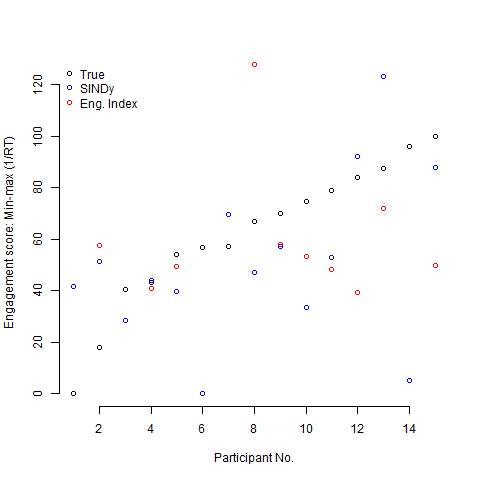 True
SINDy
Eng. Index
Engagement score: Min-max (1/RT)
120
100
80
60
40
20
0
2 4 6 8 10 12 14
Participant No.